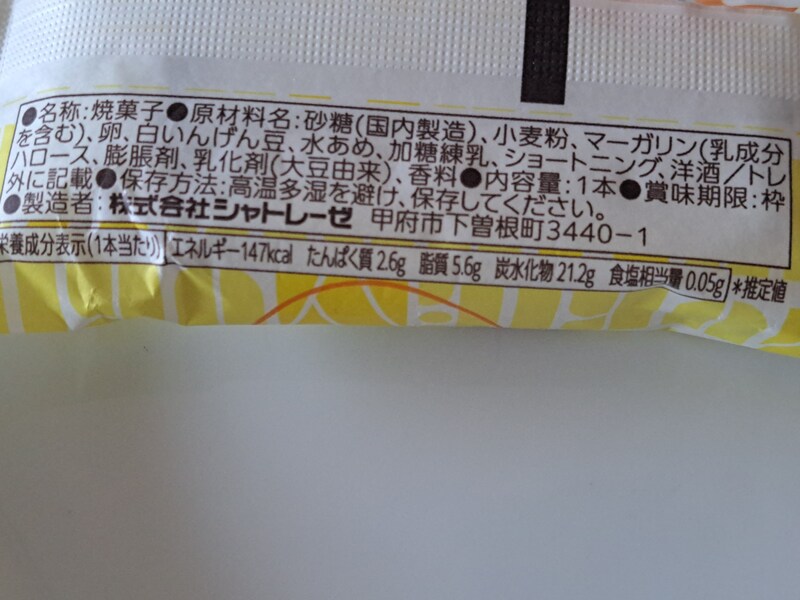 ●名称:焼菓子●原材料名:砂糖(国内製造)、小麦粉、マーガリン(乳成分
を含む)、卵、白いんげん豆、水あめ、加糖練乳、ショートニング、洋酒/トレ
ハロース、膨脹剤、乳化剤(大豆由来)、香料●内容量:1本●賞味期限:枠
外に記載●保存方法:高温多湿を避け、保存してください。
●製造者:株式会社シャトレーゼ 甲府市下曽根町3440-1
栄養成分表示(1本当たり) エネルギー147kcal たんぱく質2.6g 脂質5.6g 炭水化物21.2g 食塩相当量0.05g *推定値